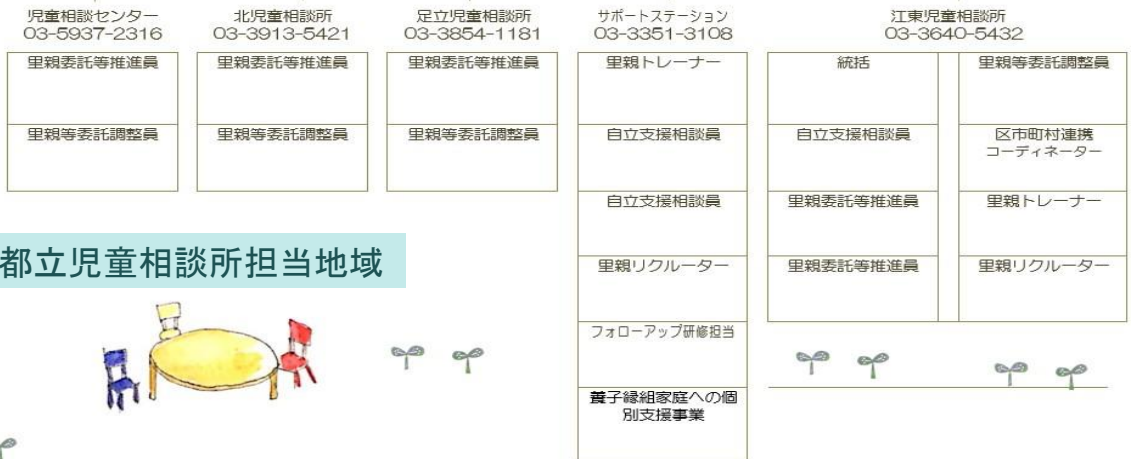 児童相談センター
03-5937-2316
里親委託等推進員
里親等委託調整員
北児童相談所
03-3913-5421
里親委託等推進員
里親等委託調整員
足立児童相談所
03-3854-1181
里親委託等推進員
里親等委託調整員
サポートステーション
03-3351-3108
里親トレーナー
自立支援相談員
自立支援相談員
里親リクルーター
フォローアップ研修担当
養子縁組家庭への個
別支援事業
江東児童相談所
03-3640-5432
統括
自立支援相談員
里親委託等推進員
里親委託等推進員
里親等委託調整員
区市町村連携
コーディネーター
里親トレーナー
里親リクルーター
都立児童相談所担当地域